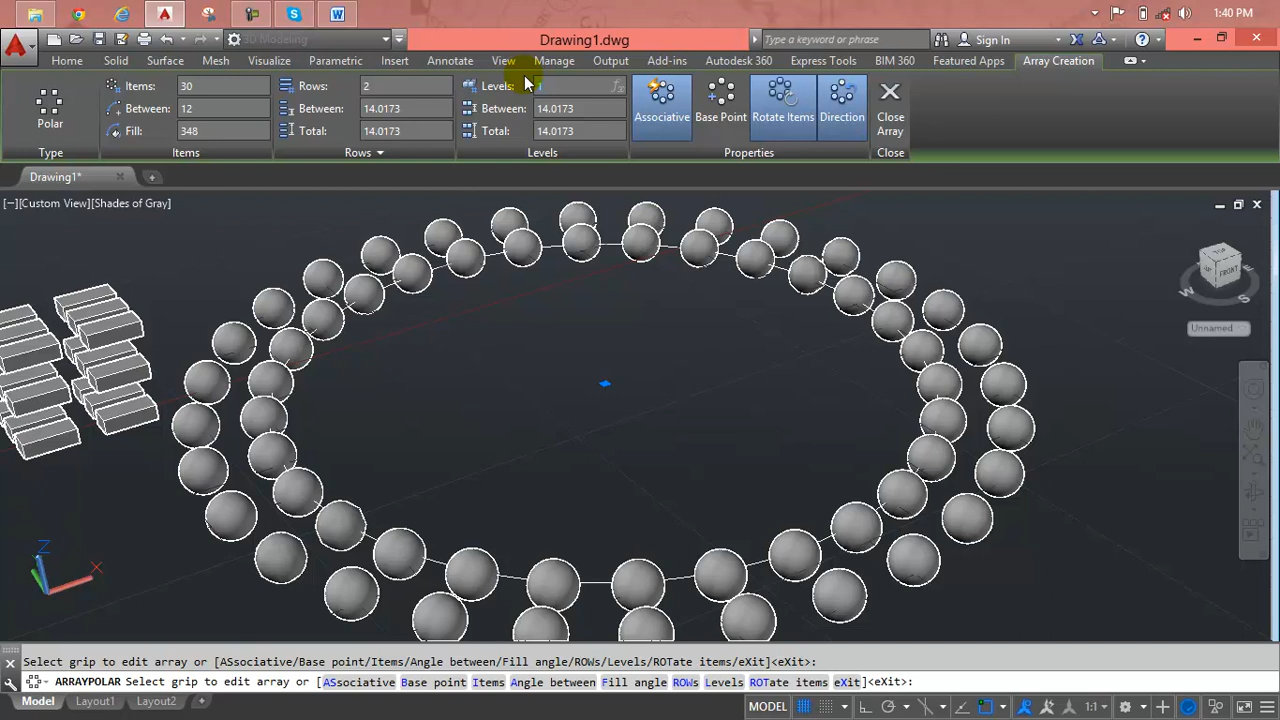 1:40 PM
3D Modeling
Drawing1.dwg
Type a keyword or phrase
Sign In
Home Solid Surface Mesh Visualize Parametric Insert Annotate View Manage Output Add-ins Autodesk 360 Express Tools BIM 360 Featured Apps Array Creation
Items: 30 Rows: 2 Levels: 1
Between: 12 Between: 14.0173 Between: 14.0173
Fill: 348 Total: 14.0173 Total: 14.0173
Polar
Associative Base Point Rotate Items Direction Close Array
Type Items Rows Levels Properties Close
Drawing1*
[−][Custom View][Shades of Gray]
TOP FRONT
W S
Unnamed
Z
Select grip to edit array or [ASsociative/Base point/Items/Angle between/Fill angle/ROWs/Levels/ROTate items/eXit]<eXit>:
ARRAYPOLAR Select grip to edit array or [ASsociative Base point Items Angle between Fill angle ROWs Levels ROTate items eXit]<eXit>:
Model Layout1 Layout2 +
MODEL 1:1